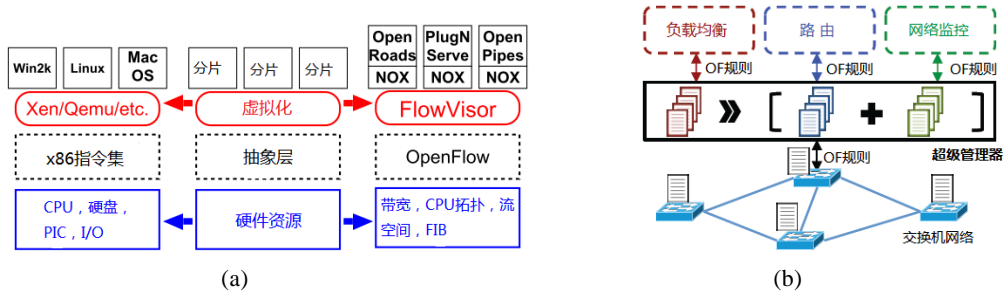 Win2k
Linux
Mac
OS
分片
分片
分片
Open
Roads
NOX
PlugN
Serve
NOX
Open
Pipes
NOX
Xen/Qemu/etc.
虚拟化
FlowVisor
x86指令集
抽象层
OpenFlow
CPU，硬盘，
PIC，I/O
硬件资源
带宽，CPU拓扑，流
空间，FIB
(a)
负载均衡
路 由
网络监控
OF规则
OF规则
OF规则
»
[
+
]
超级管理器
OF规则
交换机网络
(b)